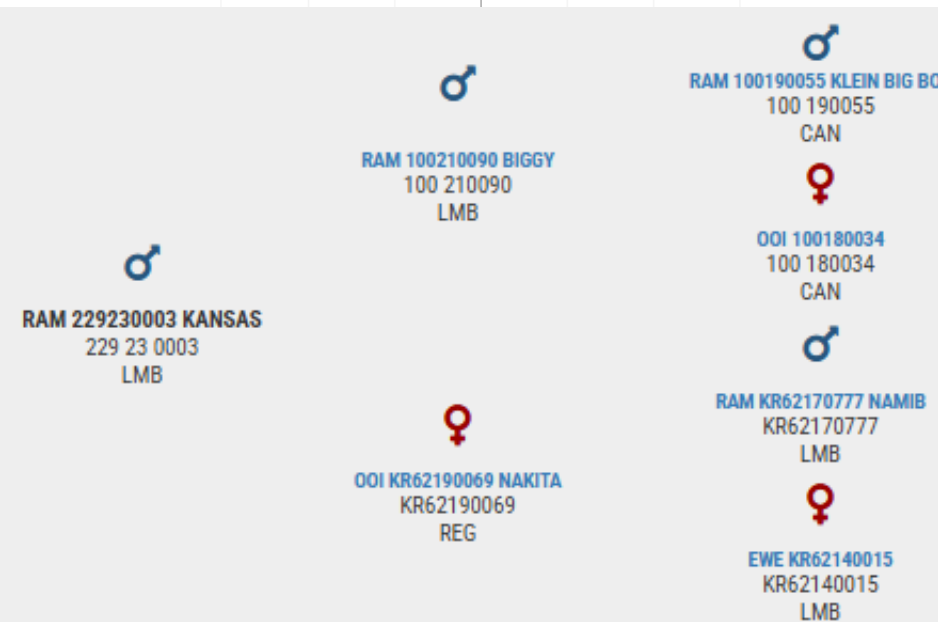 RAM 229230003 KANSAS
229 23 0003
LMB
RAM 100210090 BIGGY
100 210090
LMB
OOI KR62190069 NAKITA
KR62190069
REG
RAM 100190055 KLEIN BIG BO
100 190055
CAN
OOI 100180034
100 180034
CAN
RAM KR62170777 NAMIB
KR62170777
LMB
EWE KR62140015
KR62140015
LMB